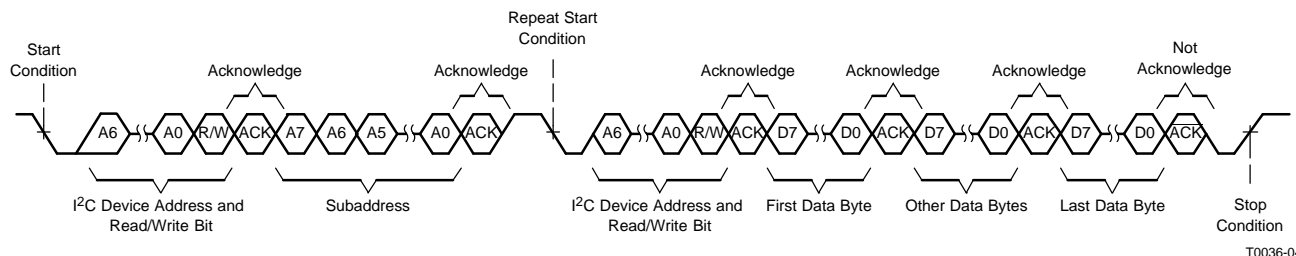 Repeat Start
Condition
Start
Condition
Not
Acknowledge
Acknowledge
Acknowledge
Acknowledge
Acknowledge
Acknowledge
A6 A0 R/W ACK A7 A6 A5 A0 ACK A6 A0 R/W ACK D7 D0 ACK D7 D0 ACK D7 D0 ACK
I²C Device Address and
Read/Write Bit
Subaddress
I²C Device Address and
Read/Write Bit
First Data Byte
Other Data Bytes
Last Data Byte
Stop
Condition
T0036-04